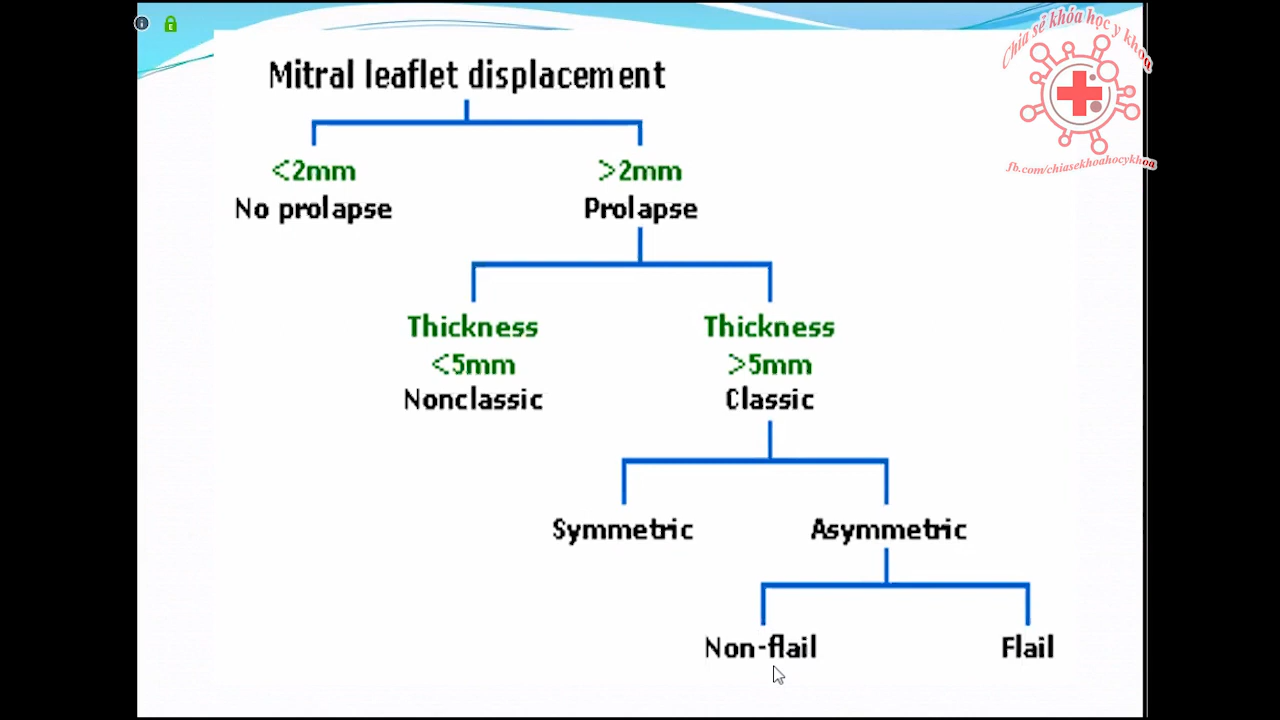 Chia sẻ khóa học y khoa
fb.com/chiasekhoahocykhoa
Mitral leaflet displacement
<2mm >2mm
No prolapse Prolapse
Thickness Thickness
<5mm >5mm
Nonclassic Classic
Symmetric Asymmetric
Non-flail Flail